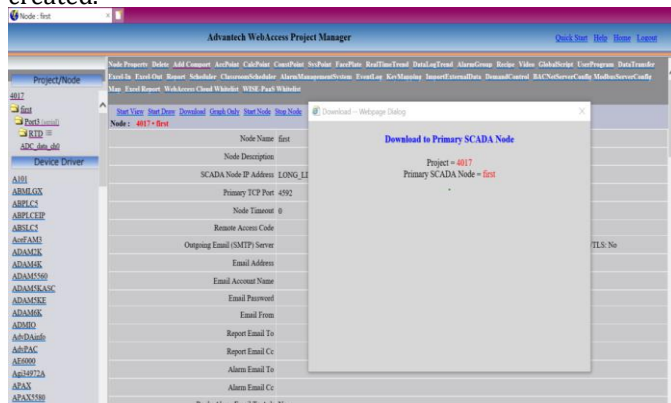 created.
Node : first
Advantech WebAccess Project Manager
Quick Start Help Home Logout
Node Properties Delete Add Comport AccPoint CalcPoint ConstPoint SysPoint FacePlate RealTimeTrend DataLogTrend AlarmGroup Recipe Video GlobalScript UserProgram DataTransfer
Excel-In Excel-Out Report Scheduler ClassroomScheduler AlarmManagementSystem EventLog KeyMapping ImportExternalData DemandControl BACNetServerConfig ModbusServerConfig
Map Excel Report WebAccess Cloud Whitelist WISE-PaaS Whitelist
Project/Node
4017
first
Port3 (serial)
RTD
ADC_data_ch0
Device Driver
A101
ABMLGX
ABPLC5
ABPLCEIP
ABSLC5
AceFAM3
ADAM2K
ADAM4K
ADAM5560
ADAM5KASC
ADAM5KE
ADAM6K
ADMIO
AdvDAinfo
AdvPAC
AE6000
Agi34972A
APAX
APAX5580
Start View Start Draw Download Graph Only Start Node Stop Node
Node : 4017 • first
Node Name first
Node Description
SCADA Node IP Address
Primary TCP Port 4592
Node Timeout 0
Remote Access Code
Outgoing Email (SMTP) Server
TLS: No
Email Address
Email Account Name
Email Password
Email From
Report Email To
Report Email Cc
Alarm Email To
Alarm Email Cc
Download -- Webpage Dialog
Download to Primary SCADA Node
Project = 4017
Primary SCADA Node = first